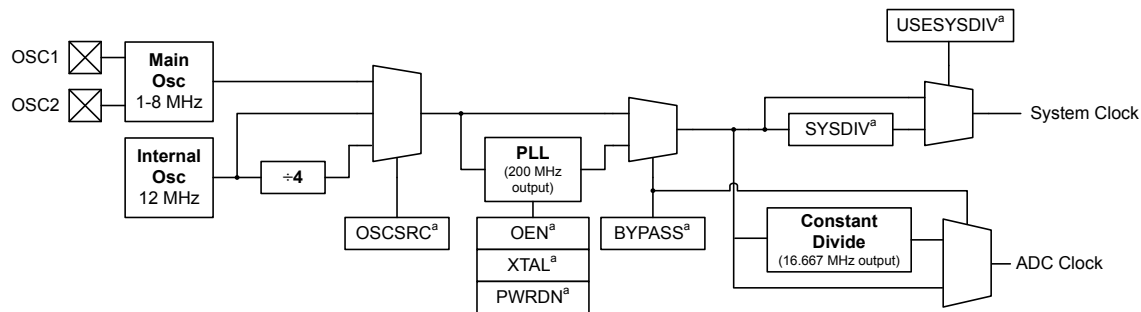 USESYSDIVa
OSC1
OSC2
Main
Osc
1-8 MHz
System Clock
SYSDIVa
Internal
Osc
12 MHz
÷4
PLL
(200 MHz
output)
OSCSRCa
OENa
XTALa
PWRDNa
BYPASSa
Constant
Divide
(16.667 MHz output)
ADC Clock